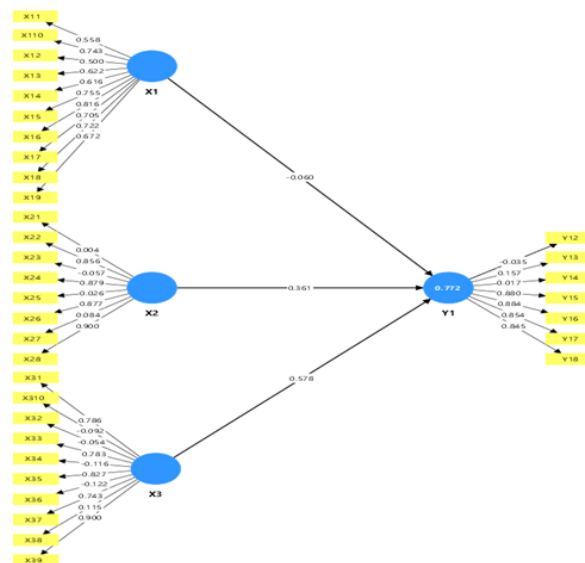 X11
X110
X12
X13
X14
X15
X16
X17
X18
X19
0.558
0.743
0.500
0.622
0.616
0.755
0.816
0.705
0.722
0.672
X1
-0.060
X21
X22
X23
X24
X25
X26
X27
X28
0.004
0.856
-0.057
0.879
0.026
0.877
0.084
0.900
X2
0.361
X31
X310
X32
X33
X34
X35
X36
X37
X38
X39
0.786
-0.092
-0.054
0.783
-0.116
0.827
-0.122
0.743
0.115
0.900
X3
0.578
0.772
Y1
-0.035
0.157
0.017
0.880
0.884
0.854
0.845
Y12
Y13
Y14
Y15
Y16
Y17
Y18